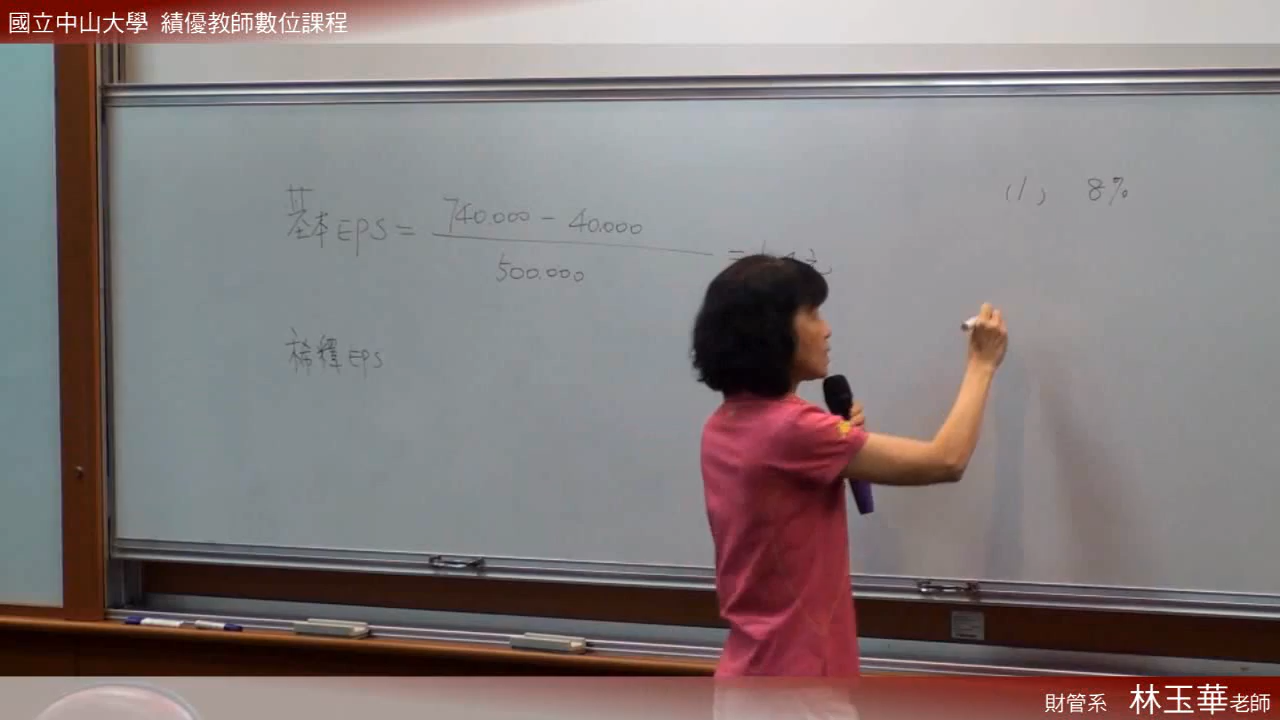 國立中山大學 績優教師數位課程
(1) 8%
基本EPS = 740.000 - 40.000
500.000
稀釋EPS
財管系 林玉華老師